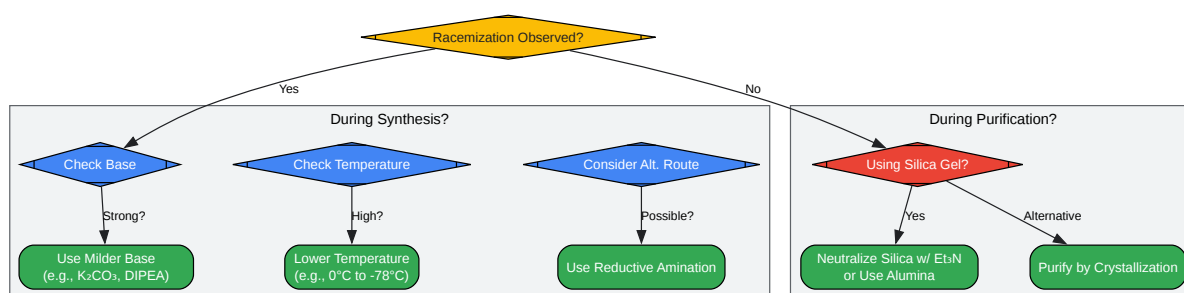 Racemization Observed?
Yes
No
During Synthesis?
During Purification?
Check Base
Check Temperature
Consider Alt. Route
Using Silica Gel?
Strong?
High?
Possible?
Yes
Alternative
Use Milder Base
(e.g., K₂CO₃, DIPEA)
Lower Temperature
(e.g., 0°C to -78°C)
Use Reductive Amination
Neutralize Silica w/ Et₃N
or Use Alumina
Purify by Crystallization